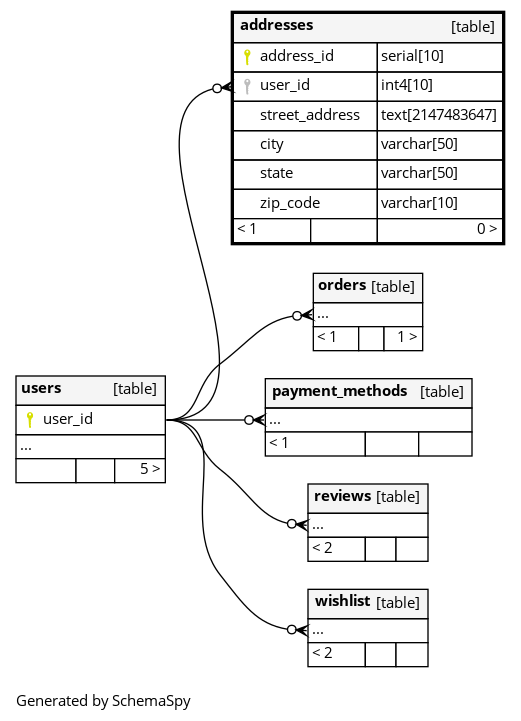 addresses [table]
address_id serial[10]
user_id int4[10]
street_address text[2147483647]
city varchar[50]
state varchar[50]
zip_code varchar[10]
< 1 0 >
orders [table]
...
< 1 1 >
users [table]
user_id
...
5 >
payment_methods [table]
...
< 1
reviews [table]
...
< 2
wishlist [table]
...
< 2
Generated by SchemaSpy